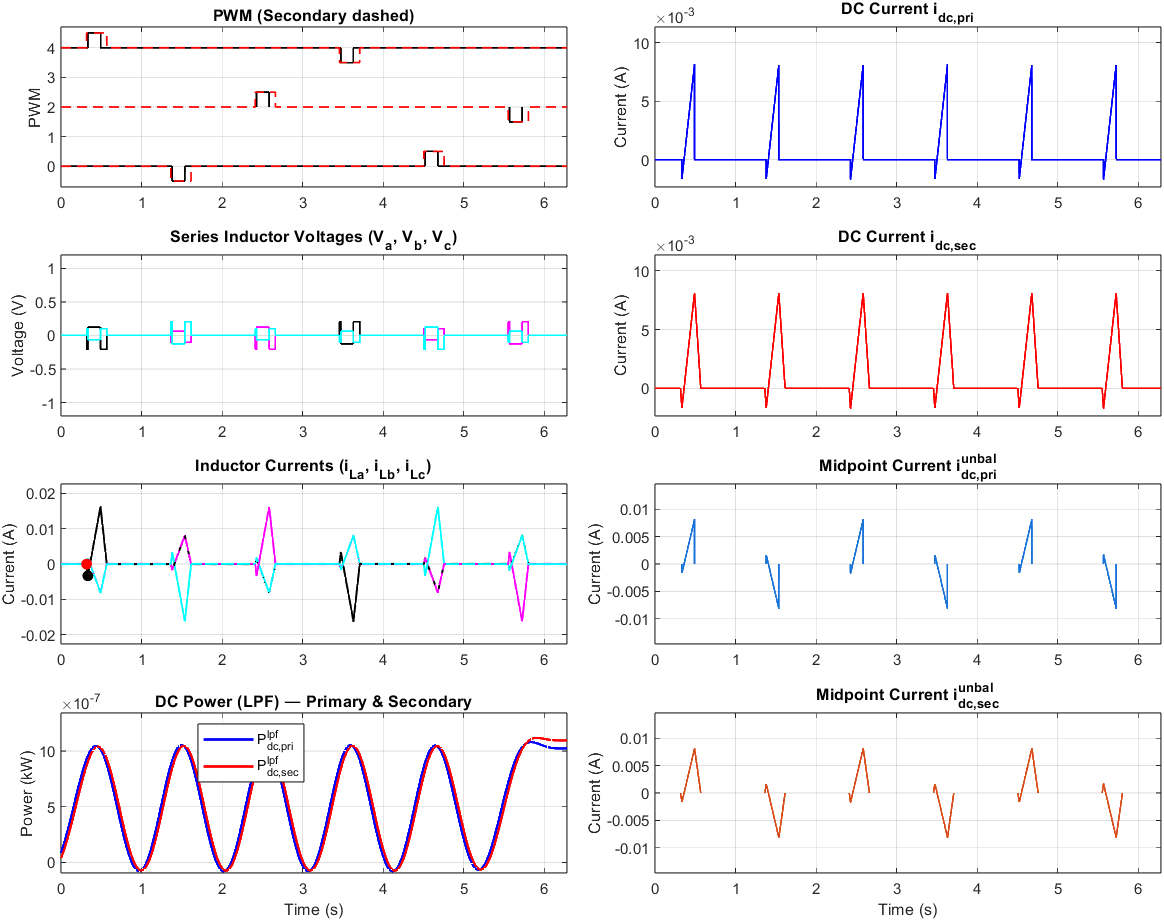 PWM (Secondary dashed)
PWM
4
3
2
1
0
0 1 2 3 4 5 6
DC Current i_dc,pri
×10^-3
Current (A)
10
5
0
0 1 2 3 4 5 6
Series Inductor Voltages (V_a, V_b, V_c)
Voltage (V)
1
0.5
0
-0.5
-1
0 1 2 3 4 5 6
DC Current i_dc,sec
×10^-3
Current (A)
10
5
0
0 1 2 3 4 5 6
Inductor Currents (i_La, i_Lb, i_Lc)
Current (A)
0.02
0.01
0
-0.01
-0.02
0 1 2 3 4 5 6
Midpoint Current i^unbal_dc,pri
Current (A)
0.01
0.005
0
-0.005
-0.01
0 1 2 3 4 5 6
DC Power (LPF) — Primary & Secondary
×10^-7
Power (kW)
10
5
0
P^lpf_dc,pri
P^lpf_dc,sec
0 1 2 3 4 5 6
Time (s)
Midpoint Current i^unbal_dc,sec
Current (A)
0.01
0.005
0
-0.005
-0.01
0 1 2 3 4 5 6
Time (s)